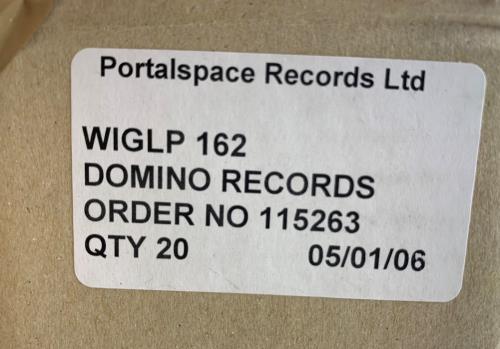 Portalspace Records Ltd
WIGLP 162
DOMINO RECORDS
ORDER NO 115263
QTY 20 05/01/06